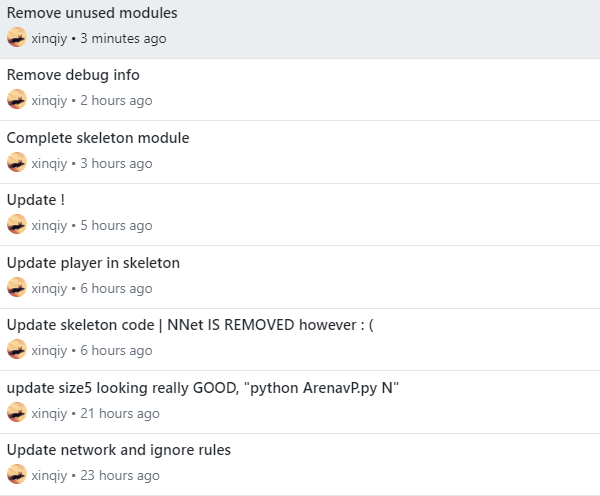 Remove unused modules
xinqiy • 3 minutes ago
Remove debug info
xinqiy • 2 hours ago
Complete skeleton module
xinqiy • 3 hours ago
Update !
xinqiy • 5 hours ago
Update player in skeleton
xinqiy • 6 hours ago
Update skeleton code | NNet IS REMOVED however : (
xinqiy • 6 hours ago
update size5 looking really GOOD, "python ArenavP.py N"
xinqiy • 21 hours ago
Update network and ignore rules
xinqiy • 23 hours ago